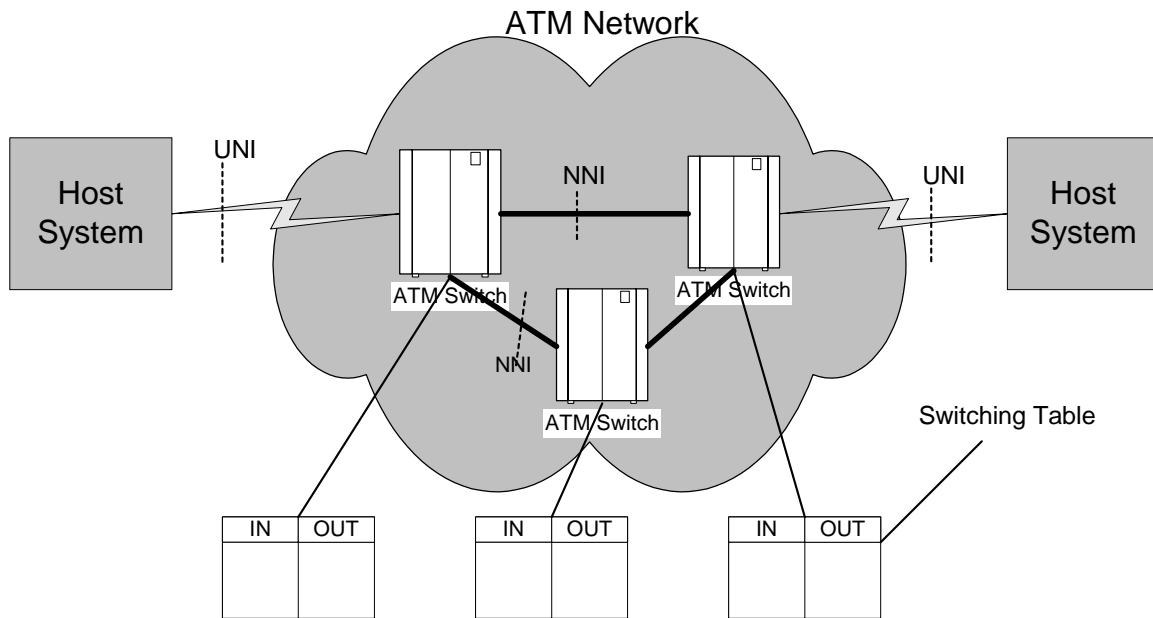 ATM Network
UNI
NNI
UNI
Host
System
Host
System
ATM Switch
ATM Switch
NNI
ATM Switch
Switching Table
IN OUT
IN OUT
IN OUT